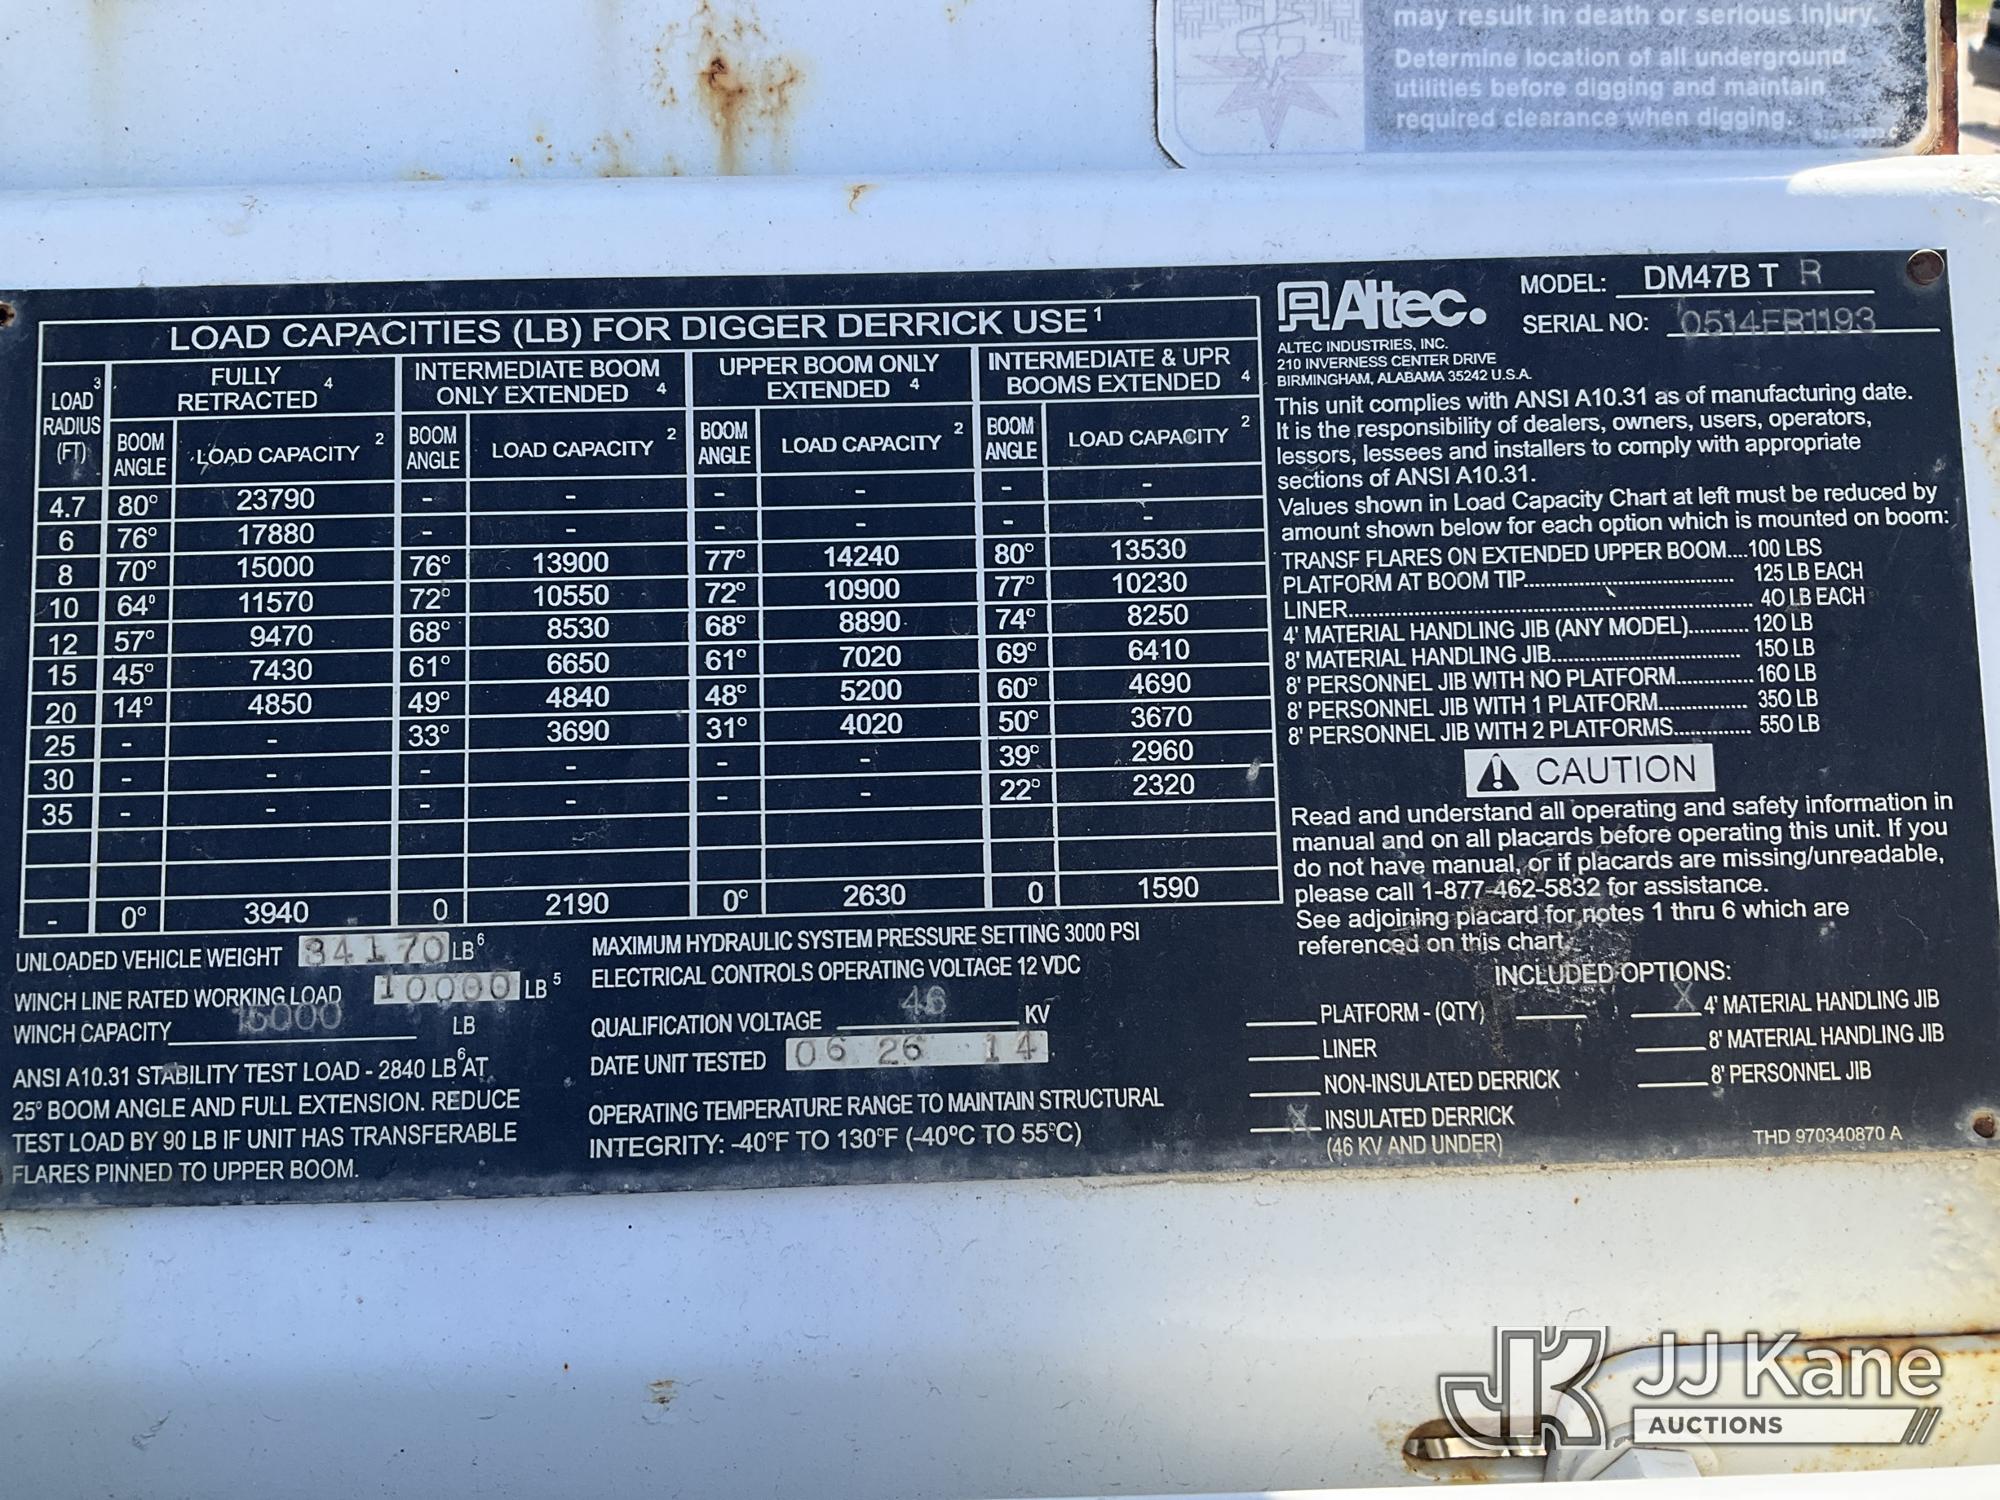 may result in death or serious injury.
Determine location of all underground
utilities before digging and maintain
required clearance when digging.
LOAD CAPACITIES (LB) FOR DIGGER DERRICK USE 1
LOAD 3 RADIUS (FT) | FULLY RETRACTED 4 | INTERMEDIATE BOOM ONLY EXTENDED 4 | UPPER BOOM ONLY EXTENDED 4 | INTERMEDIATE & UPR BOOMS EXTENDED 4
BOOM ANGLE | LOAD CAPACITY 2 | BOOM ANGLE | LOAD CAPACITY 2 | BOOM ANGLE | LOAD CAPACITY 2 | BOOM ANGLE | LOAD CAPACITY 2
4.7 80° 23790 - - - - - -
6 76° 17880 - - - - - -
8 70° 15000 76° 13900 77° 14240 80° 13530
10 64° 11570 72° 10550 72° 10900 77° 10230
12 57° 9470 68° 8530 68° 8890 74° 8250
15 45° 7430 61° 6650 61° 7020 69° 6410
20 14° 4850 49° 4840 48° 5200 60° 4690
25 - - 33° 3690 31° 4020 50° 3670
30 - - - - - - 39° 2960
35 - - - - - - 22° 2320
- 0° 3940 0 2190 0° 2630 0 1590
UNLOADED VEHICLE WEIGHT 34170 LB 6
WINCH LINE RATED WORKING LOAD 10000 LB 5
WINCH CAPACITY 15000 LB
ANSI A10.31 STABILITY TEST LOAD - 2840 LB 6 AT
25° BOOM ANGLE AND FULL EXTENSION. REDUCE
TEST LOAD BY 90 LB IF UNIT HAS TRANSFERABLE
FLARES PINNED TO UPPER BOOM.
MAXIMUM HYDRAULIC SYSTEM PRESSURE SETTING 3000 PSI
ELECTRICAL CONTROLS OPERATING VOLTAGE 12 VDC
QUALIFICATION VOLTAGE 46 KV
DATE UNIT TESTED 06 26 14
OPERATING TEMPERATURE RANGE TO MAINTAIN STRUCTURAL
INTEGRITY: -40°F TO 130°F (-40°C TO 55°C)
Altec.
MODEL: DM47B T R
SERIAL NO: 0514FB1193
ALTEC INDUSTRIES, INC.
210 INVERNESS CENTER DRIVE
BIRMINGHAM, ALABAMA 35242 U.S.A.
This unit complies with ANSI A10.31 as of manufacturing date.
It is the responsibility of dealers, owners, users, operators,
lessors, lessees and installers to comply with appropriate
sections of ANSI A10.31.
Values shown in Load Capacity Chart at left must be reduced by
amount shown below for each option which is mounted on boom:
TRANSF FLARES ON EXTENDED UPPER BOOM....100 LBS
PLATFORM AT BOOM TIP.................................... 125 LB EACH
LINER.................................................................... 40 LB EACH
4' MATERIAL HANDLING JIB (ANY MODEL)........... 120 LB
8' MATERIAL HANDLING JIB................................ 150 LB
8' PERSONNEL JIB WITH NO PLATFORM..............160 LB
8' PERSONNEL JIB WITH 1 PLATFORM................ 350 LB
8' PERSONNEL JIB WITH 2 PLATFORMS.............. 550 LB
CAUTION
Read and understand all operating and safety information in
manual and on all placards before operating this unit. If you
do not have manual, or if placards are missing/unreadable,
please call 1-877-462-5832 for assistance.
See adjoining placard for notes 1 thru 6 which are
referenced on this chart.
INCLUDED OPTIONS:
PLATFORM - (QTY)
LINER
NON-INSULATED DERRICK
X INSULATED DERRICK
(46 KV AND UNDER)
X 4' MATERIAL HANDLING JIB
8' MATERIAL HANDLING JIB
8' PERSONNEL JIB
THD 970340870 A
JK JJ Kane
AUCTIONS